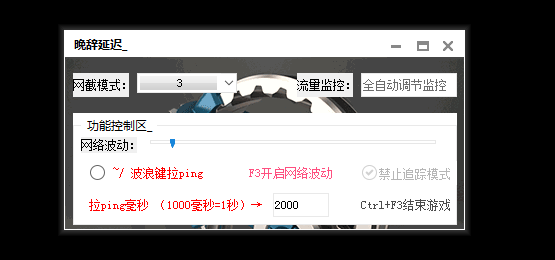 晚辞延迟_
网截模式： 3 流量监控： 全自动调节监控
功能控制区_
网络波动：
~/ 波浪键拉ping F3开启网络波动 禁止追踪模式
拉ping毫秒 （1000毫秒=1秒）→ 2000 Ctrl+F3结束游戏